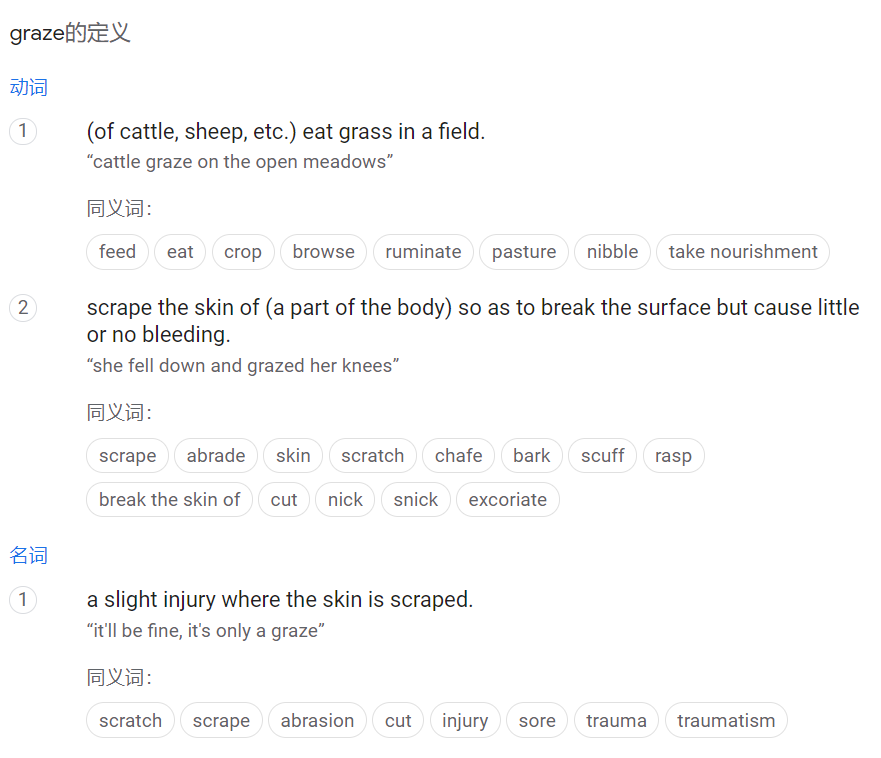 graze的定义
动词
1 (of cattle, sheep, etc.) eat grass in a field.
“cattle graze on the open meadows”
同义词：
feed eat crop browse ruminate pasture nibble take nourishment
2 scrape the skin of (a part of the body) so as to break the surface but cause little
or no bleeding.
“she fell down and grazed her knees”
同义词：
scrape abrade skin scratch chafe bark scuff rasp
break the skin of cut nick snick excoriate
名词
1 a slight injury where the skin is scraped.
“it'll be fine, it's only a graze”
同义词：
scratch scrape abrasion cut injury sore trauma traumatism